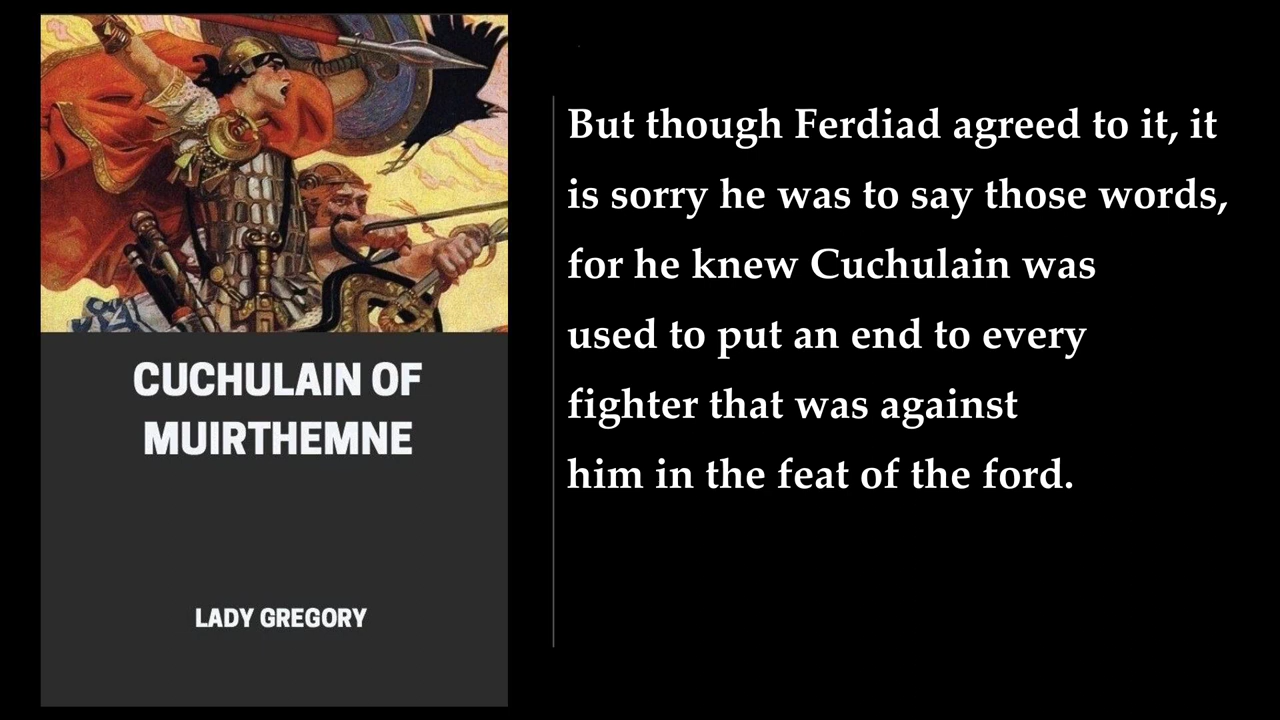 CUCHULAIN OF
MUIRTHEMNE
LADY GREGORY
But though Ferdiad agreed to it, it
is sorry he was to say those words,
for he knew Cuchulain was
used to put an end to every
fighter that was against
him in the feat of the ford.